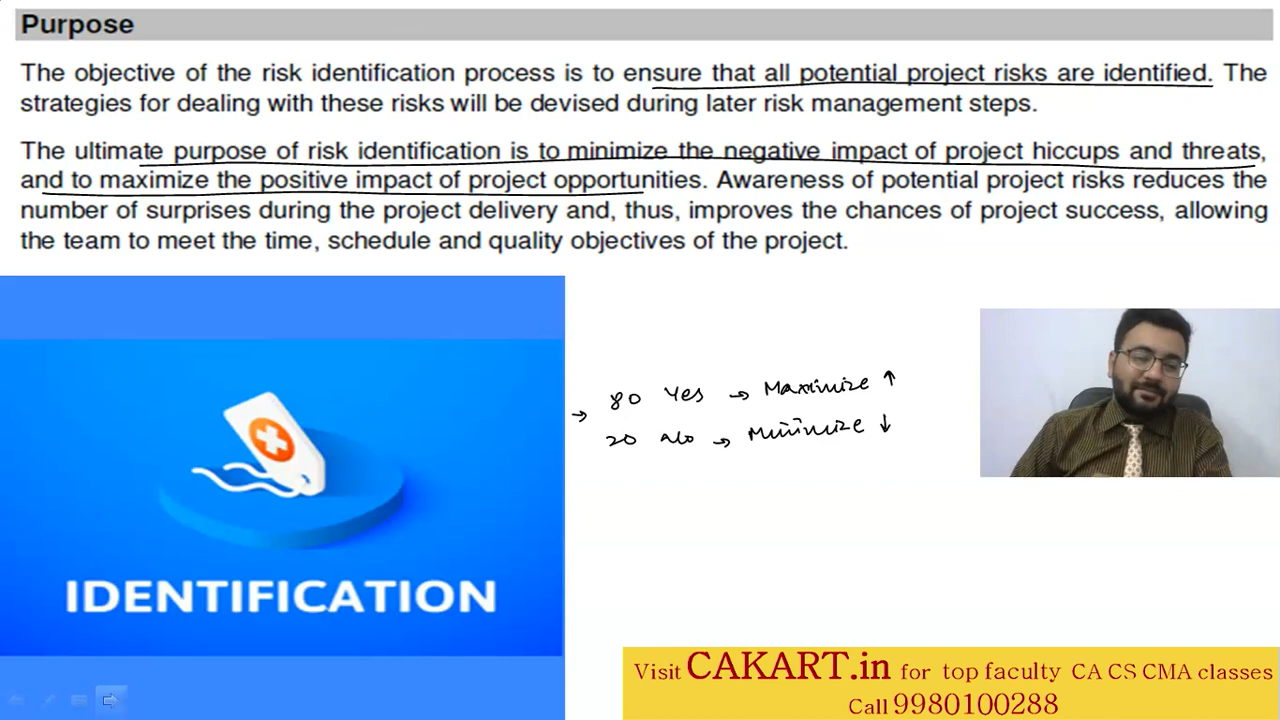 Purpose
The objective of the risk identification process is to ensure that all potential project risks are identified. The
strategies for dealing with these risks will be devised during later risk management steps.
The ultimate purpose of risk identification is to minimize the negative impact of project hiccups and threats,
and to maximize the positive impact of project opportunities. Awareness of potential project risks reduces the
number of surprises during the project delivery and, thus, improves the chances of project success, allowing
the team to meet the time, schedule and quality objectives of the project.
→ 80 Yes → Maximize ↑
20 No → Minimize ↓
IDENTIFICATION
Visit CAKART.in for top faculty CA CS CMA classes
Call 9980100288